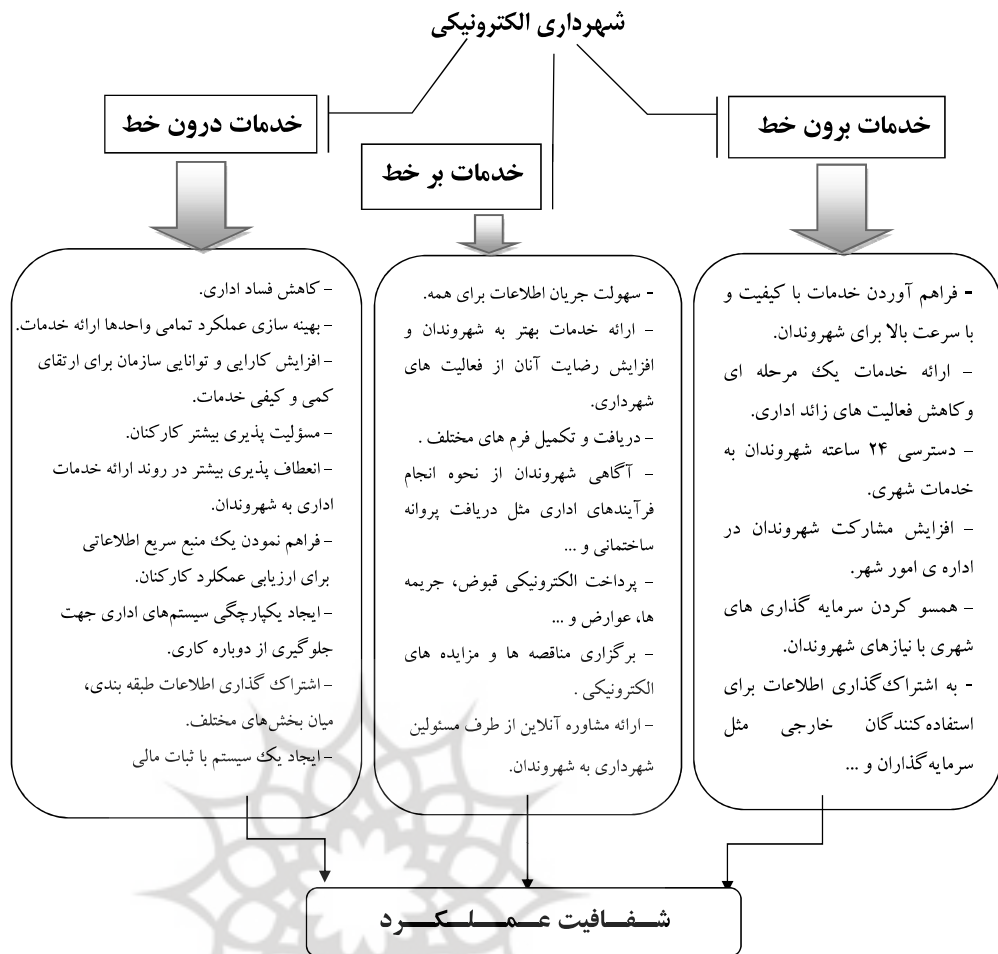 شهرداری الکترونیکی
خدمات برون خط
خدمات بر خط
خدمات درون خط
- فراهم آوردن خدمات با کیفیت و
با سرعت بالا برای شهروندان.
- ارائه خدمات یک مرحله ای
وکاهش فعالیت های زائد اداری.
- دسترسی ۲۴ ساعته شهروندان به
خدمات شهری.
- افزایش مشارکت شهروندان در
اداره ی امور شهر.
- همسو کردن سرمایه گذاری های
شهری با نیازهای شهروندان.
- به اشتراک‌گذاری اطلاعات برای
استفاده‌کنندگان خارجی مثل
سرمایه‌گذاران و ...
- سهولت جریان اطلاعات برای همه.
- ارائه خدمات بهتر به شهروندان و
افزایش رضایت آنان از فعالیت های
شهرداری.
- دریافت و تکمیل فرم های مختلف .
- آگاهی شهروندان از نحوه انجام
فرآیندهای اداری مثل دریافت پروانه
ساختمانی و ...
- پرداخت الکترونیکی قبوض، جریمه
ها، عوارض و ...
- برگزاری مناقصه ها و مزایده های
الکترونیکی .
- ارائه مشاوره آنلاین از طرف مسئولین
شهرداری به شهروندان.
- کاهش فساد اداری.
- بهینه سازی عملکرد تمامی واحدها ارائه خدمات.
- افزایش کارایی و توانایی سازمان برای ارتقای
کمی و کیفی خدمات.
- مسؤلیت پذیری بیشتر کارکنان.
- انعطاف پذیری بیشتر در روند ارائه خدمات
اداری به شهروندان.
- فراهم نمودن یک منبع سریع اطلاعاتی
برای ارزیابی عمکلرد کارکنان.
- ایجاد یکپارچگی سیستم‌های اداری جهت
جلوگیری از دوباره کاری.
- اشتراک گذاری اطلاعات طبقه بندی،
میان بخش‌های مختلف.
- ایجاد یک سیستم با ثبات مالی
شـــفـــافیت عـــمـــلـــکـــرد